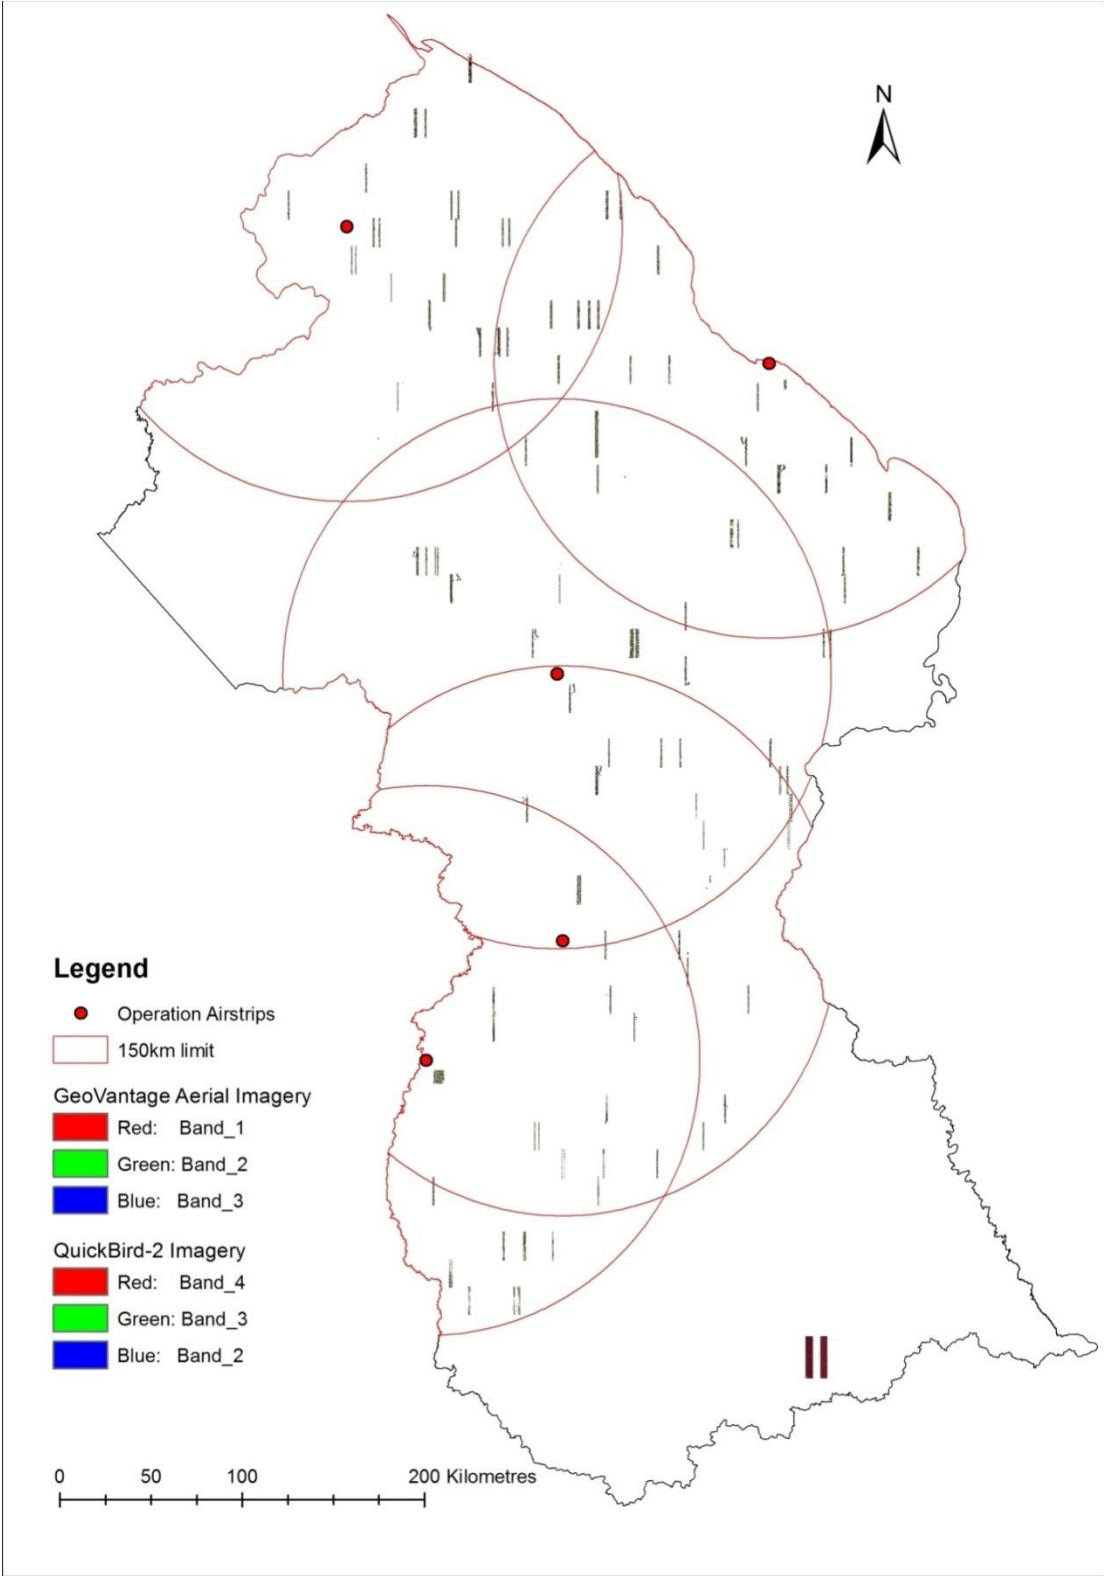 N
Legend
Operation Airstrips
150km limit
GeoVantage Aerial Imagery
Red: Band_1
Green: Band_2
Blue: Band_3
QuickBird-2 Imagery
Red: Band_4
Green: Band_3
Blue: Band_2
0 50 100 200 Kilometres